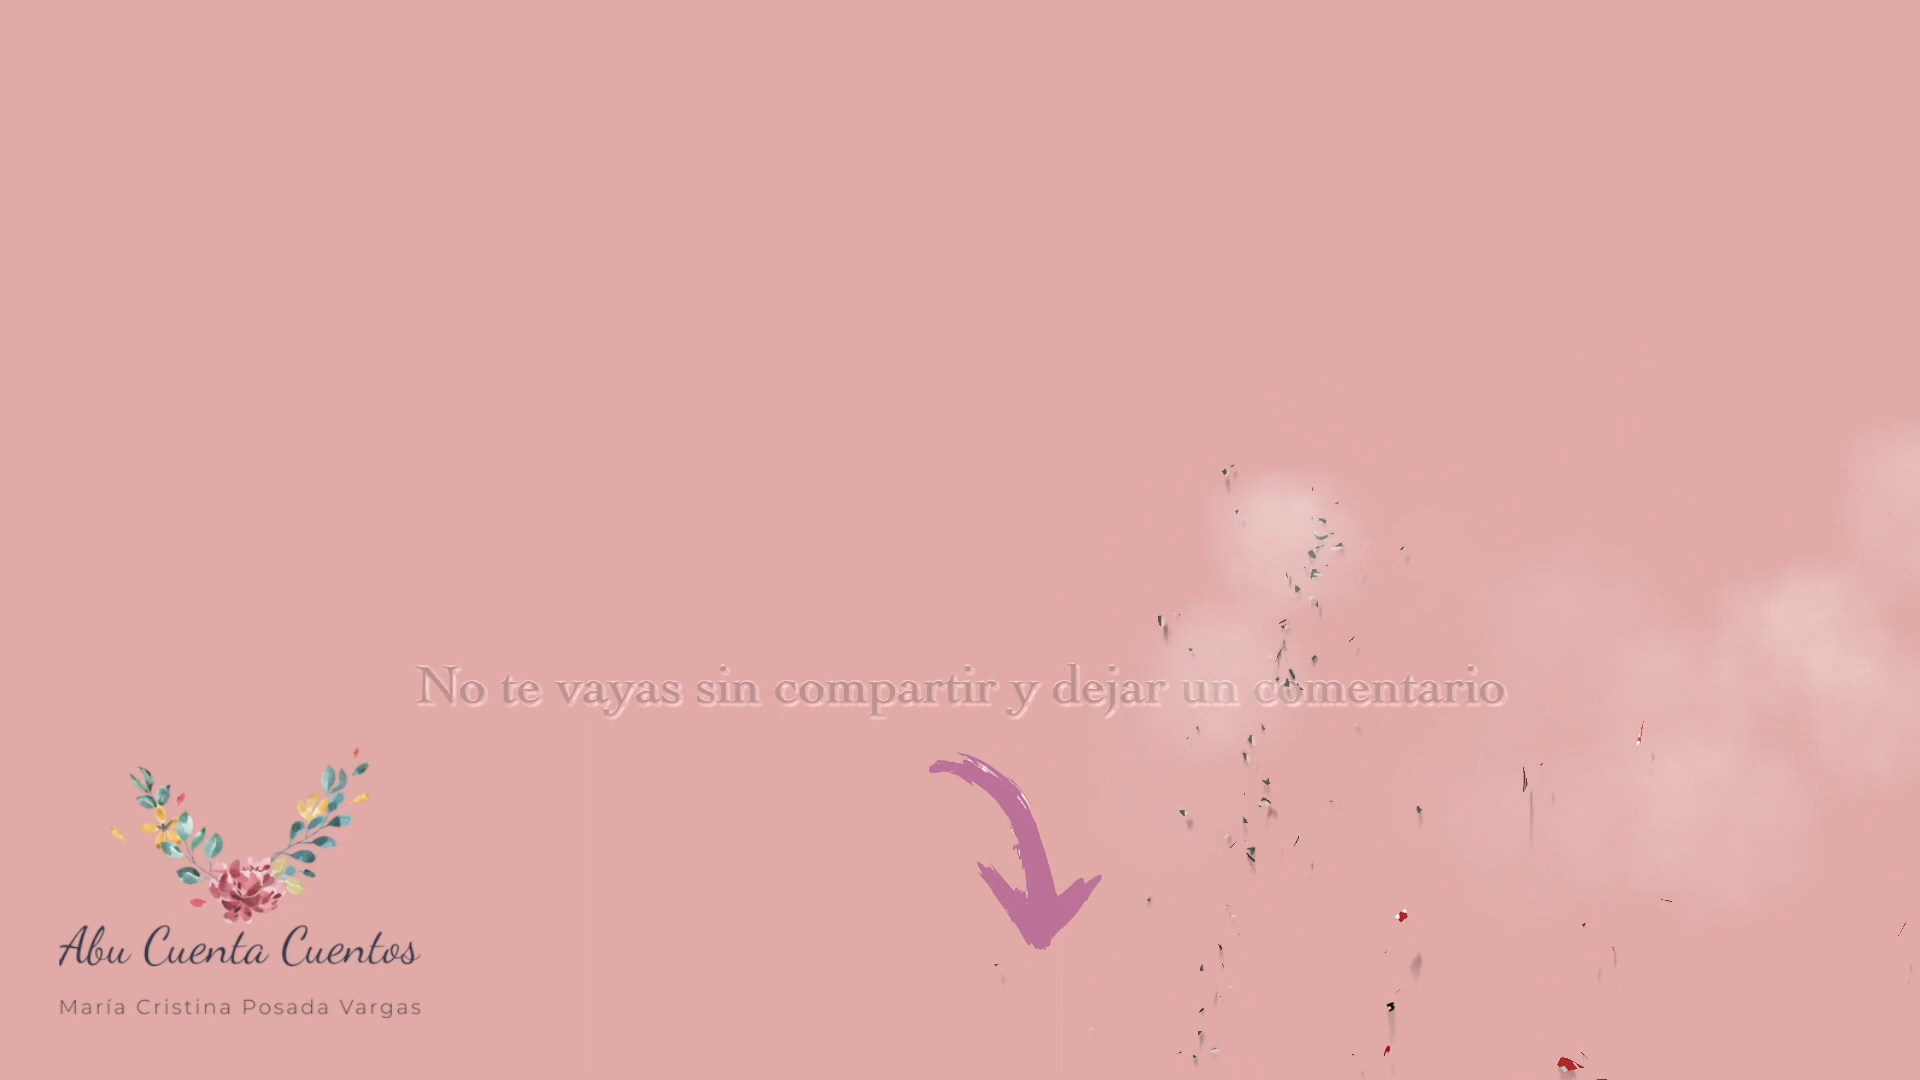 No te vayas sin compartir y dejar un comentario
Abu Cuenta Cuentos
María Cristina Posada Vargas